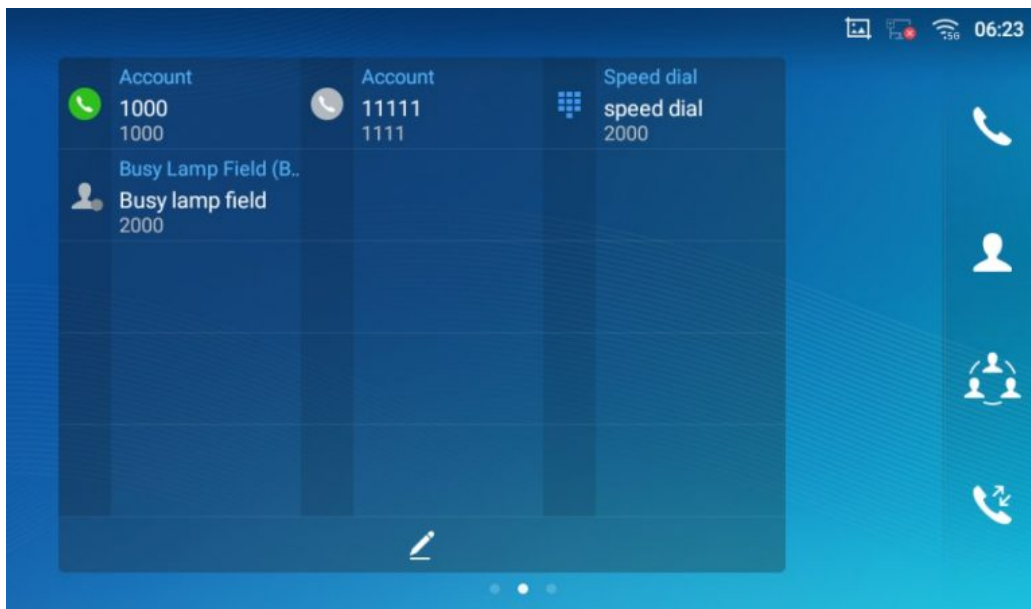 5G 06:23
Account
1000
1000
Account
11111
1111
Speed dial
speed dial
2000
Busy Lamp Field (B..
Busy lamp field
2000